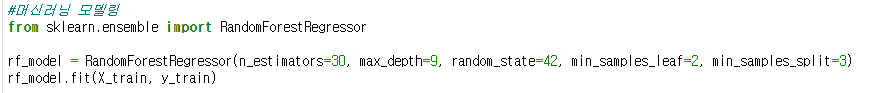 #머신러닝 모델링
from sklearn.ensemble import RandomForestRegressor
rf_model = RandomForestRegressor(n_estimators=30, max_depth=9, random_state=42, min_samples_leaf=2, min_samples_split=3)
rf_model.fit(X_train, y_train)